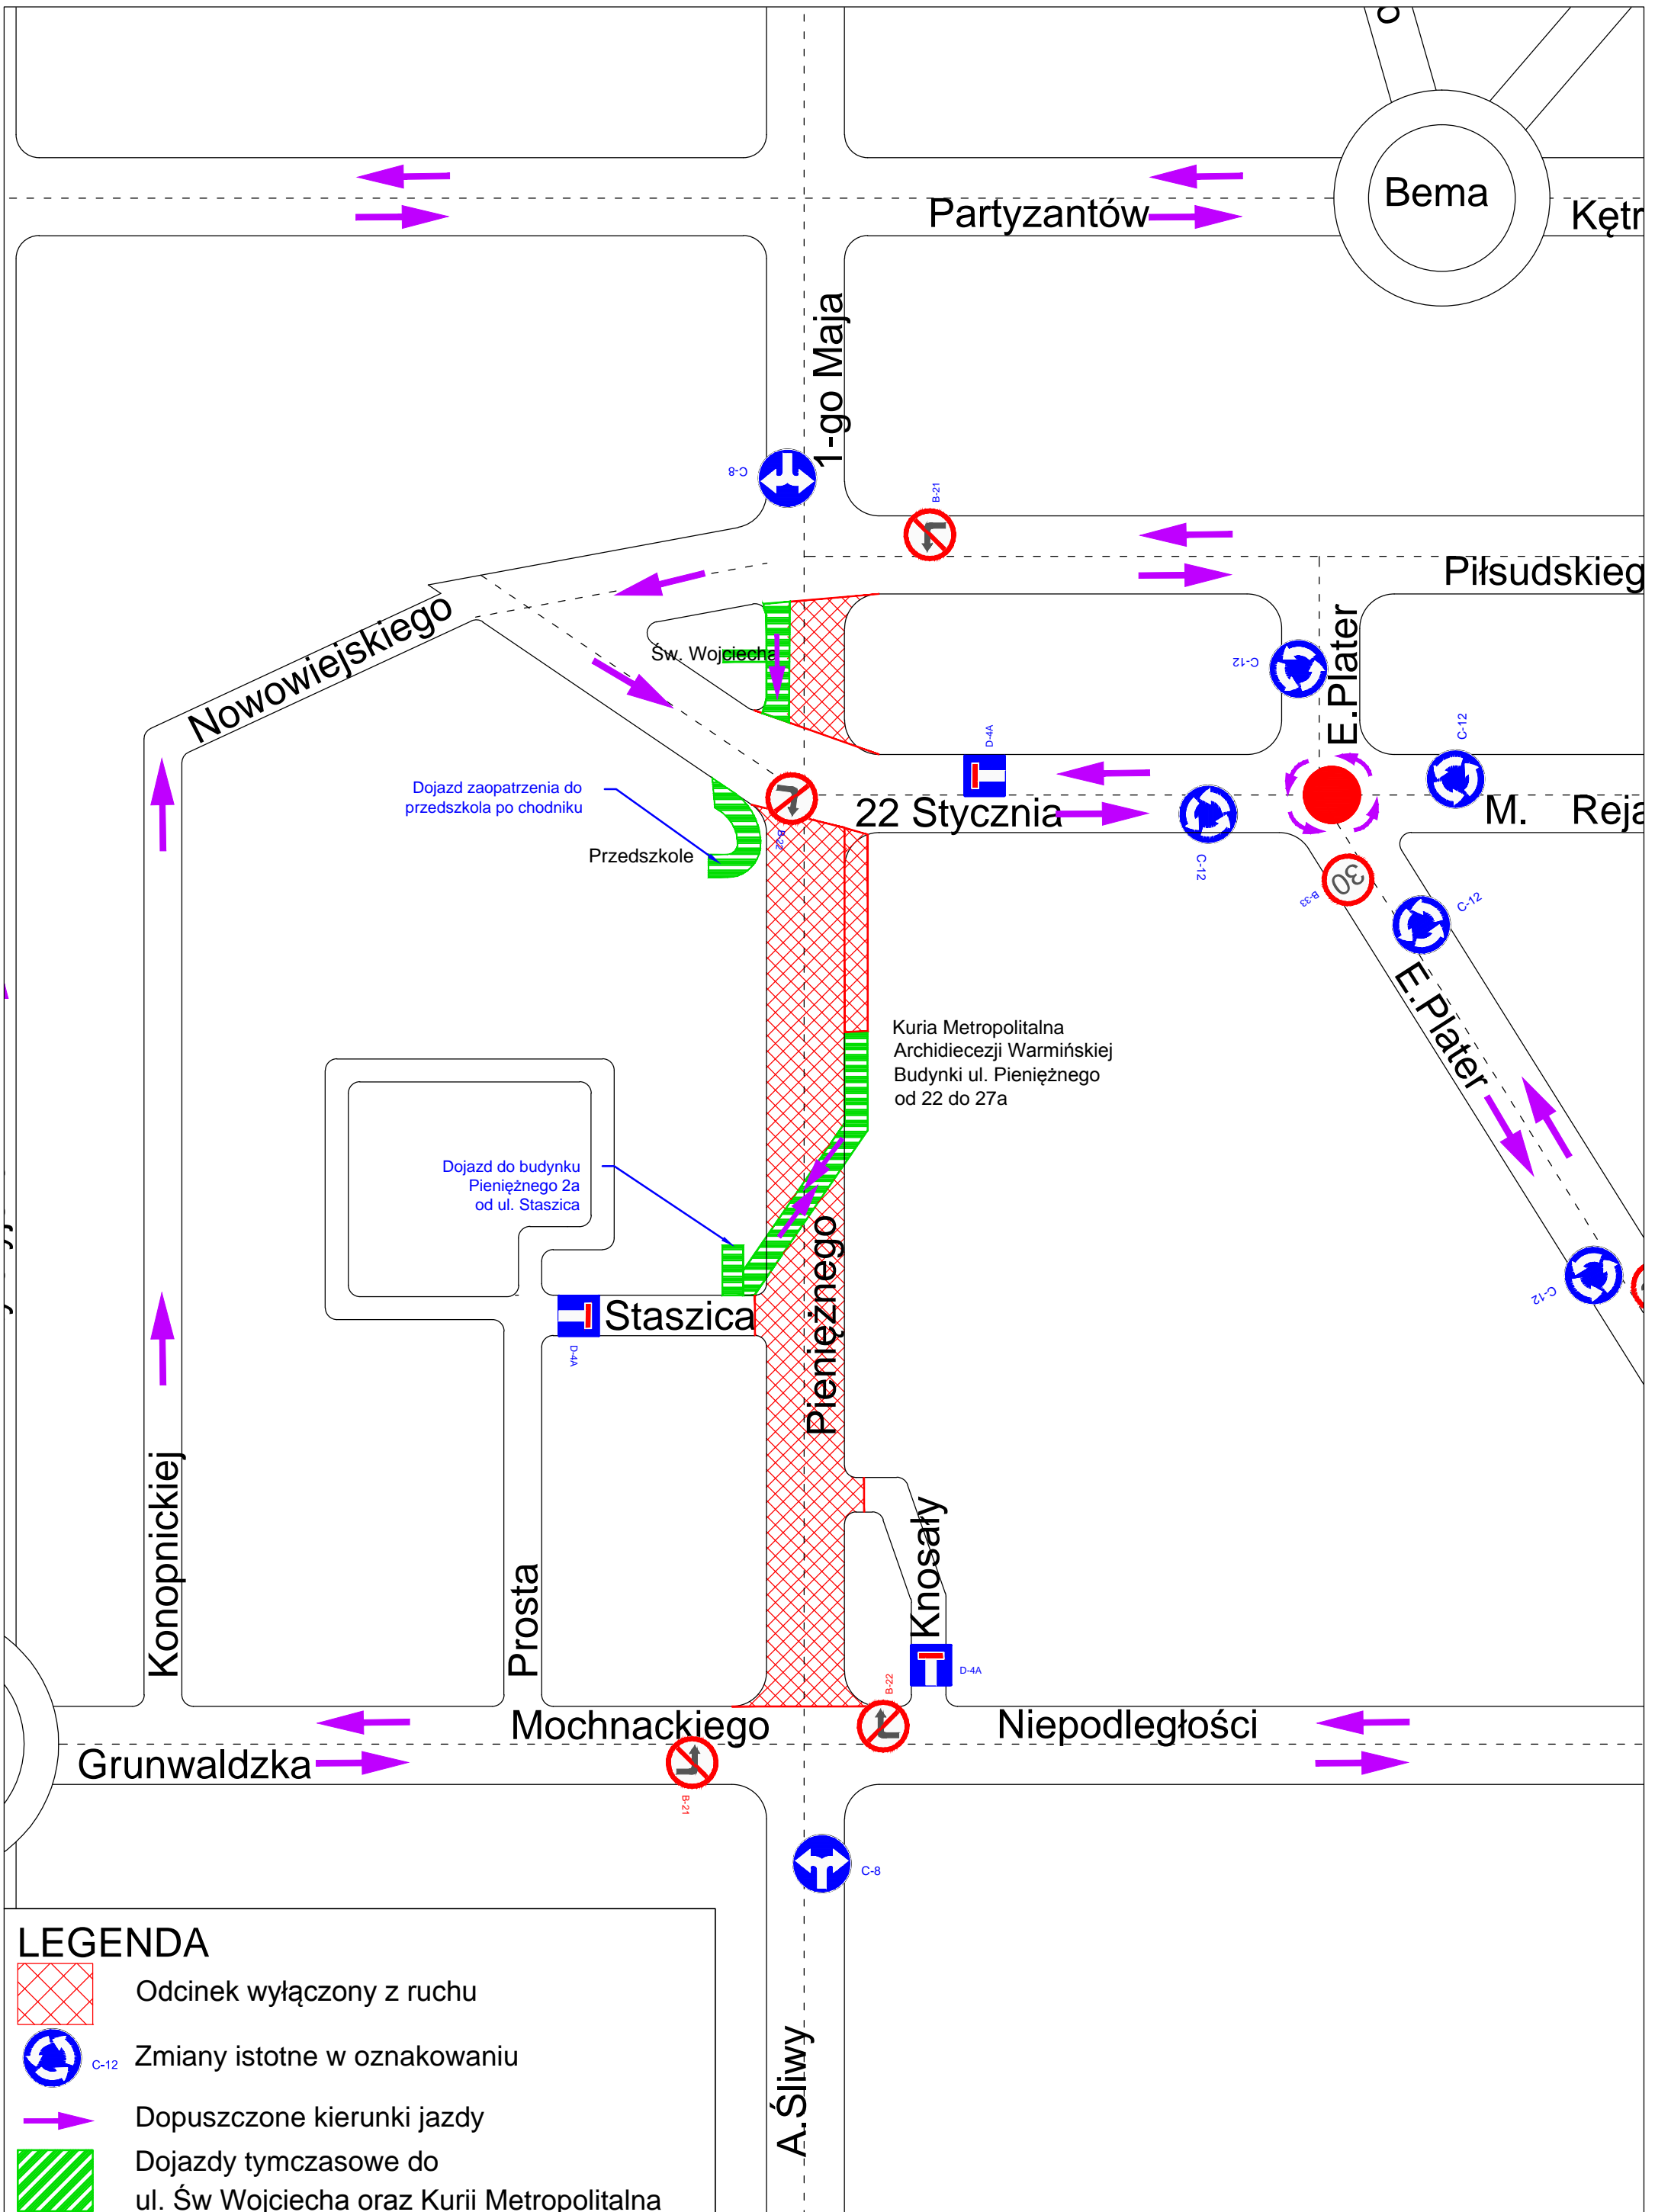 Bema
Partyzantów
Kętr
1-go Maja
C-8
B-21
Piłsudskieg
Nowowiejskiego
Św. Wojciecha
E.Plater
C-12
D-4A
C-12
Dojazd zaopatrzenia do
przedszkola po chodniku
22 Stycznia
M. Reja
B-22
Przedszkole
C-12
30
B-33
C-12
E.Plater
Kuria Metropolitalna
Archidiecezji Warmińskiej
Budynki ul. Pieniężnego
od 22 do 27a
Dojazd do budynku
Pieniężnego 2a
od ul. Staszica
Pieniężnego
C-12
Staszica
D-4A
Konopnickiej
Prosta
Knosały
D-4A
B-22
Mochnackiego
Niepodległości
Grunwaldzka
B-21
C-8
A.Śliwy
LEGENDA
Odcinek wyłączony z ruchu
C-12 Zmiany istotne w oznakowaniu
Dopuszczone kierunki jazdy
Dojazdy tymczasowe do
ul. Św Wojciecha oraz Kurii Metropolitalna